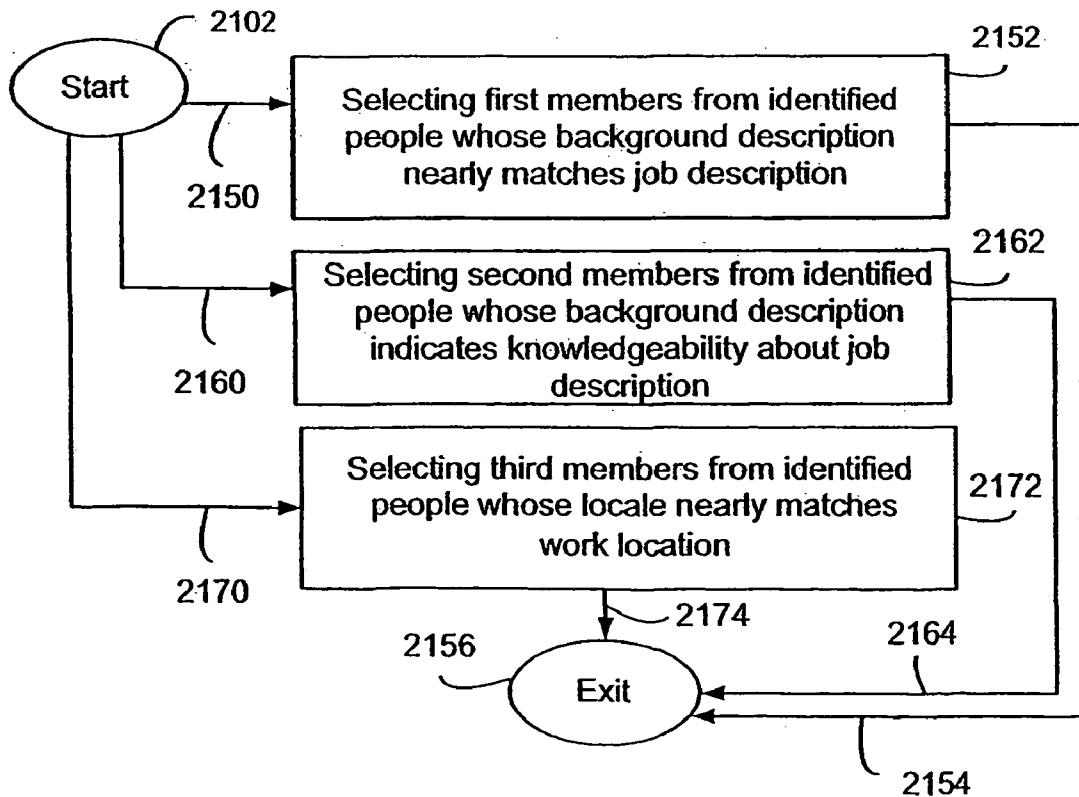 2102
Start
2152
Selecting first members from identified
people whose background description
nearly matches job description
2150
2162
Selecting second members from identified
people whose background description
indicates knowledgeability about job
description
2160
Selecting third members from identified
people whose locale nearly matches
work location
2172
2170
2174
2156
2164
Exit
2154